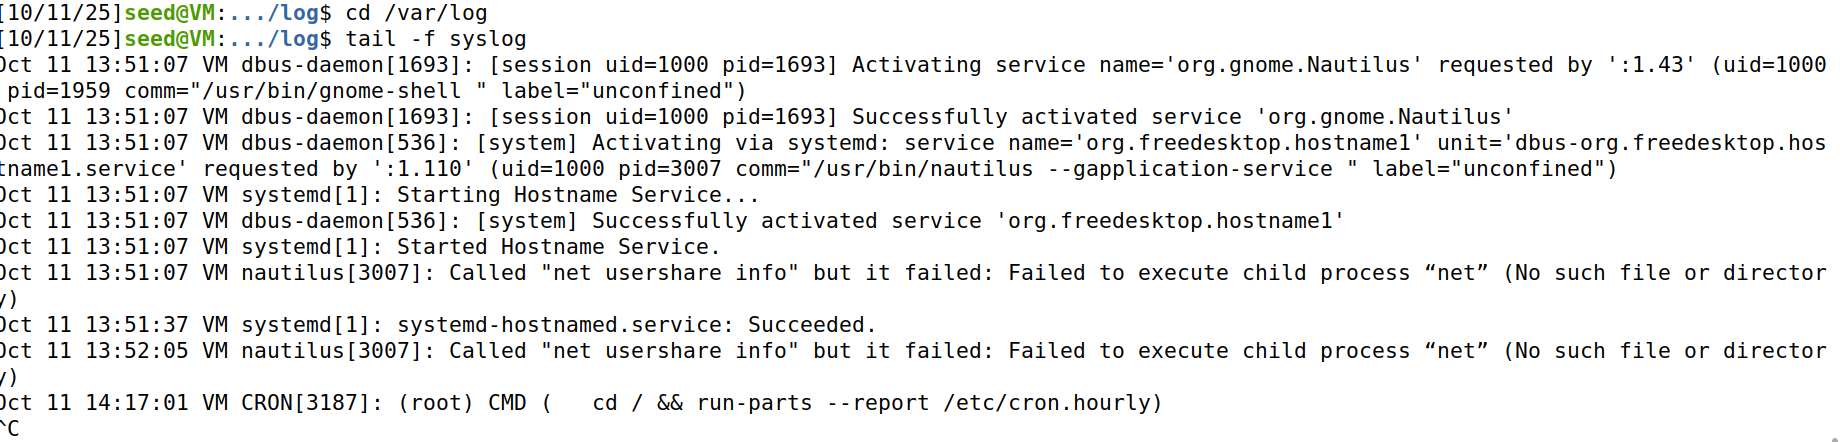 [10/11/25]seed@VM:.../log$ cd /var/log
[10/11/25]seed@VM:.../log$ tail -f syslog
Oct 11 13:51:07 VM dbus-daemon[1693]: [session uid=1000 pid=1693] Activating service name='org.gnome.Nautilus' requested by ':1.43' (uid=1000
 pid=1959 comm="/usr/bin/gnome-shell " label="unconfined")
Oct 11 13:51:07 VM dbus-daemon[1693]: [session uid=1000 pid=1693] Successfully activated service 'org.gnome.Nautilus'
Oct 11 13:51:07 VM dbus-daemon[536]: [system] Activating via systemd: service name='org.freedesktop.hostname1' unit='dbus-org.freedesktop.hos
tname1.service' requested by ':1.110' (uid=1000 pid=3007 comm="/usr/bin/nautilus --gapplication-service " label="unconfined")
Oct 11 13:51:07 VM systemd[1]: Starting Hostname Service...
Oct 11 13:51:07 VM dbus-daemon[536]: [system] Successfully activated service 'org.freedesktop.hostname1'
Oct 11 13:51:07 VM systemd[1]: Started Hostname Service.
Oct 11 13:51:07 VM nautilus[3007]: Called "net usershare info" but it failed: Failed to execute child process “net” (No such file or director
y)
Oct 11 13:51:37 VM systemd[1]: systemd-hostnamed.service: Succeeded.
Oct 11 13:52:05 VM nautilus[3007]: Called "net usershare info" but it failed: Failed to execute child process “net” (No such file or director
y)
Oct 11 14:17:01 VM CRON[3187]: (root) CMD (   cd / && run-parts --report /etc/cron.hourly)
^C